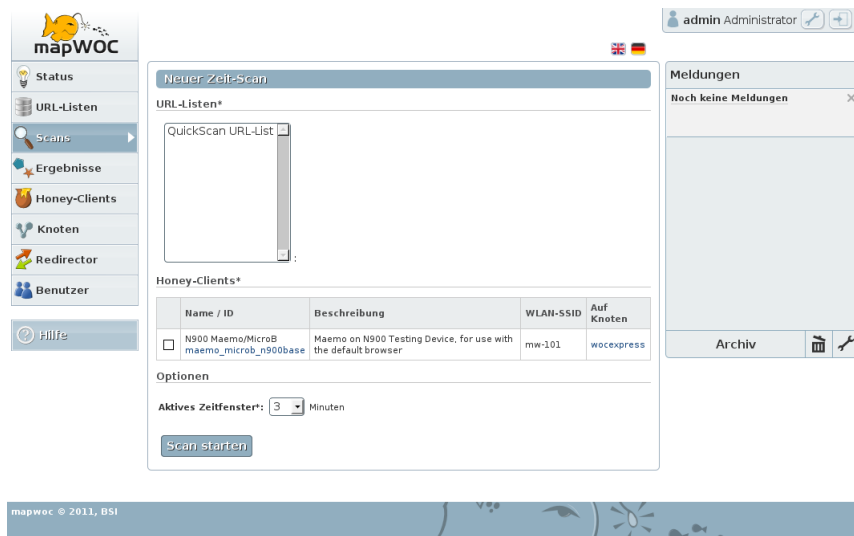 mapWOC
admin Administrator
Status
URL-Listen
Scans
Ergebnisse
Honey-Clients
Knoten
Redirector
Benutzer
Hilfe
Neuer Zeit-Scan
URL-Listen*
QuickScan URL-List
:
Honey-Clients*
Name / ID Beschreibung WLAN-SSID Auf Knoten
N900 Maemo/MicroB Maemo on N900 Testing Device, for use with
maemo_microb_n900base the default browser mw-101 wocexpress
Optionen
Aktives Zeitfenster*: 3 Minuten
Scan starten
Meldungen
Noch keine Meldungen
Archiv
mapwoc © 2011, BSI